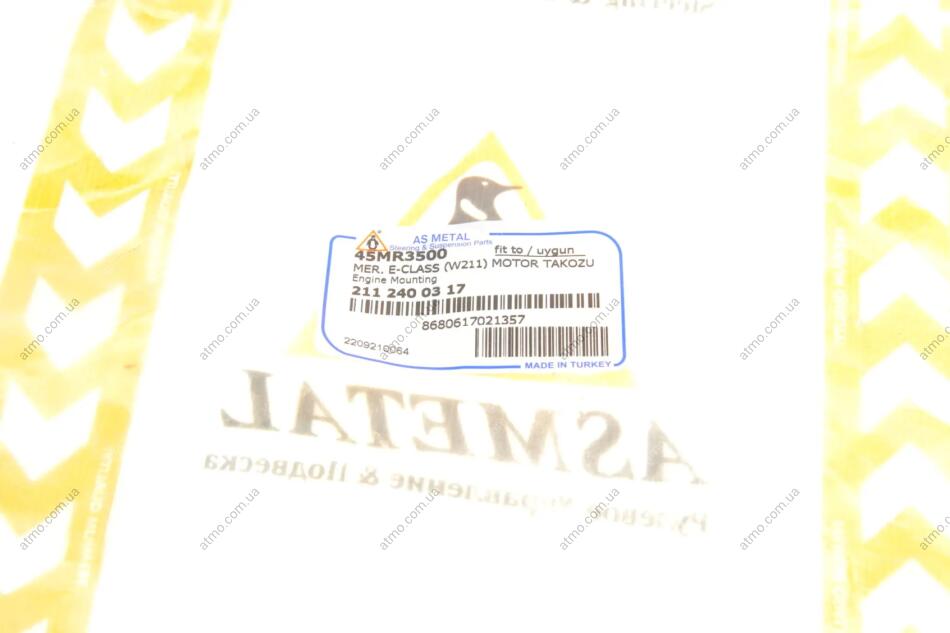 AS METAL
Steering & Suspension Parts
45MR3500 fit to / uygun
MER. E-CLASS (W211) MOTOR TAKOZU
Engine Mounting
211 240 03 17
8680617021357
2209210064
MADE IN TURKEY
ASMETAL
Рулевое Управление & Подвеска
atmo.com.ua